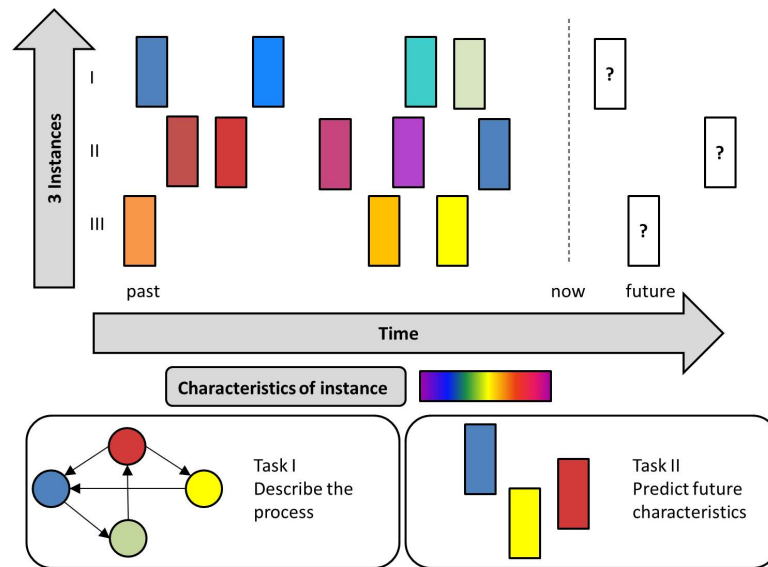 3 Instances
I
?
II
?
III
?
past
now
future
Time
Characteristics of instance
Task I
Describe the
process
Task II
Predict future
characteristics